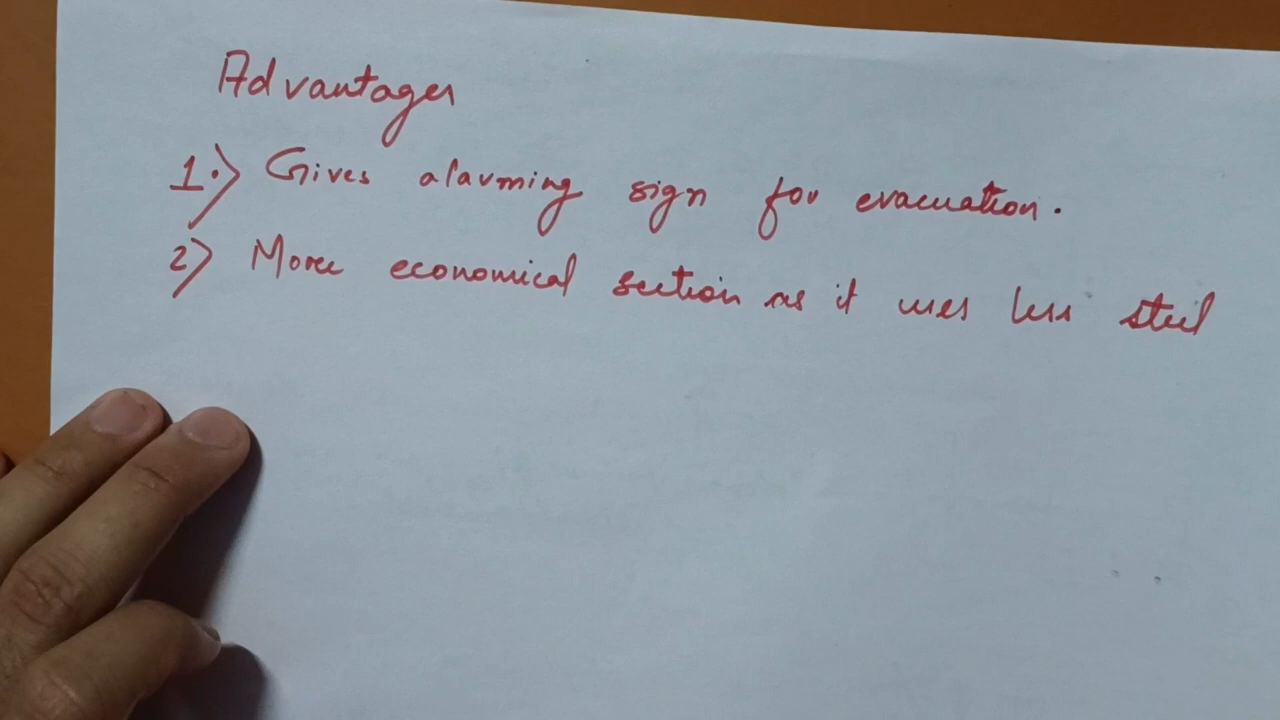 Advantages
1.) Gives alarming sign for evacuation.
2) More economical section as it uses less steel